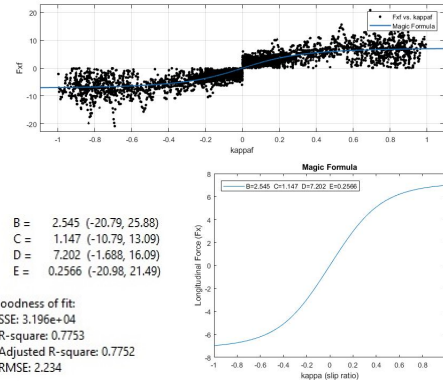 Fxf vs. kappaf
Magic Formula
20
10
0
-10
-20
Fxf
-1 -0.8 -0.6 -0.4 -0.2 0 0.2 0.4 0.6 0.8 1
kappaf
B = 2.545 (-20.79, 25.88)
C = 1.147 (-10.79, 13.09)
D = 7.202 (-1.688, 16.09)
E = 0.2566 (-20.98, 21.49)
oodness of fit:
SSE: 3.196e+04
R-square: 0.7753
Adjusted R-square: 0.7752
RMSE: 2.234
Magic Formula
B=2.545 C=1.147 D=7.202 E=0.2566
8
6
4
2
0
-2
-4
-6
-8
Longitudinal Force (Fx)
-1 -0.8 -0.6 -0.4 -0.2 0 0.2 0.4 0.6 0.8
kappa (slip ratio)